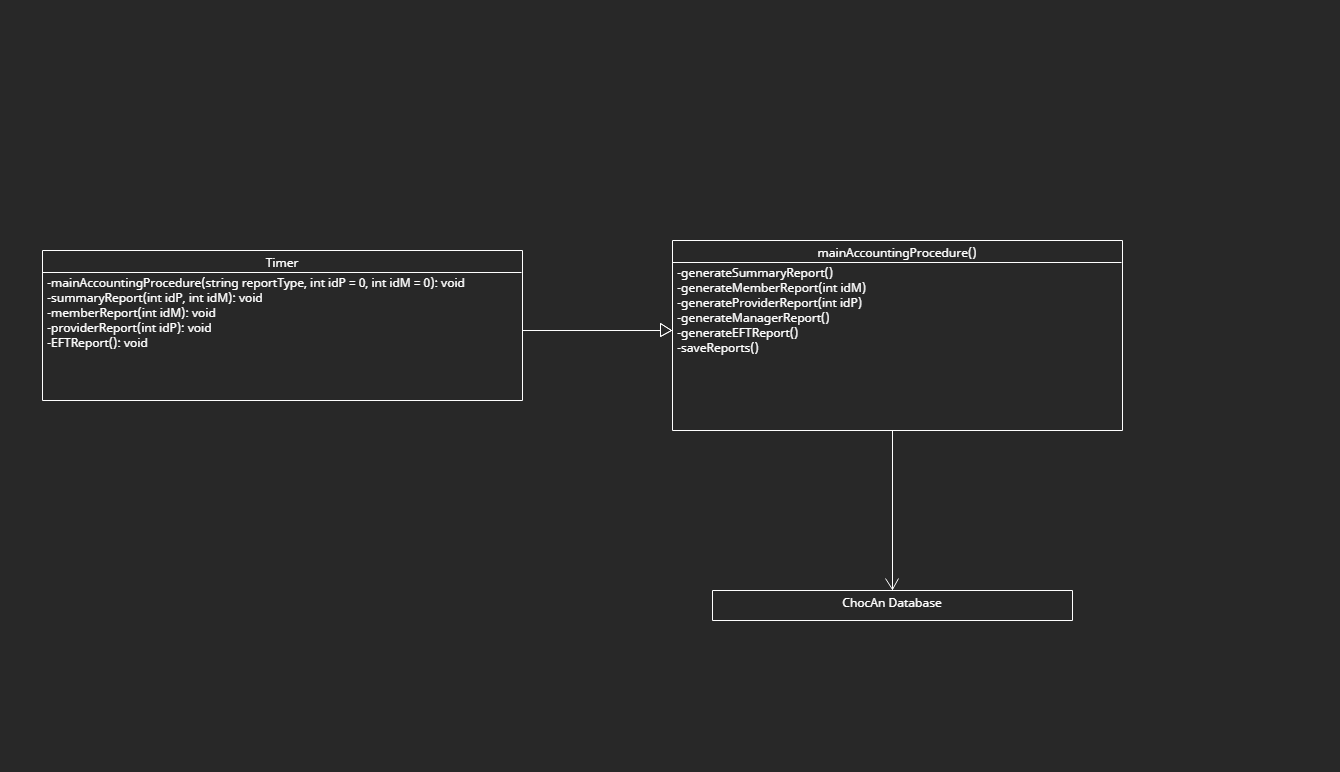 Timer
-mainAccountingProcedure(string reportType, int idP = 0, int idM = 0): void
-summaryReport(int idP, int idM): void
-memberReport(int idM): void
-providerReport(int idP): void
-EFTReport(): void
mainAccountingProcedure()
-generateSummaryReport()
-generateMemberReport(int idM)
-generateProviderReport(int idP)
-generateManagerReport()
-generateEFTReport()
-saveReports()
ChocAn Database